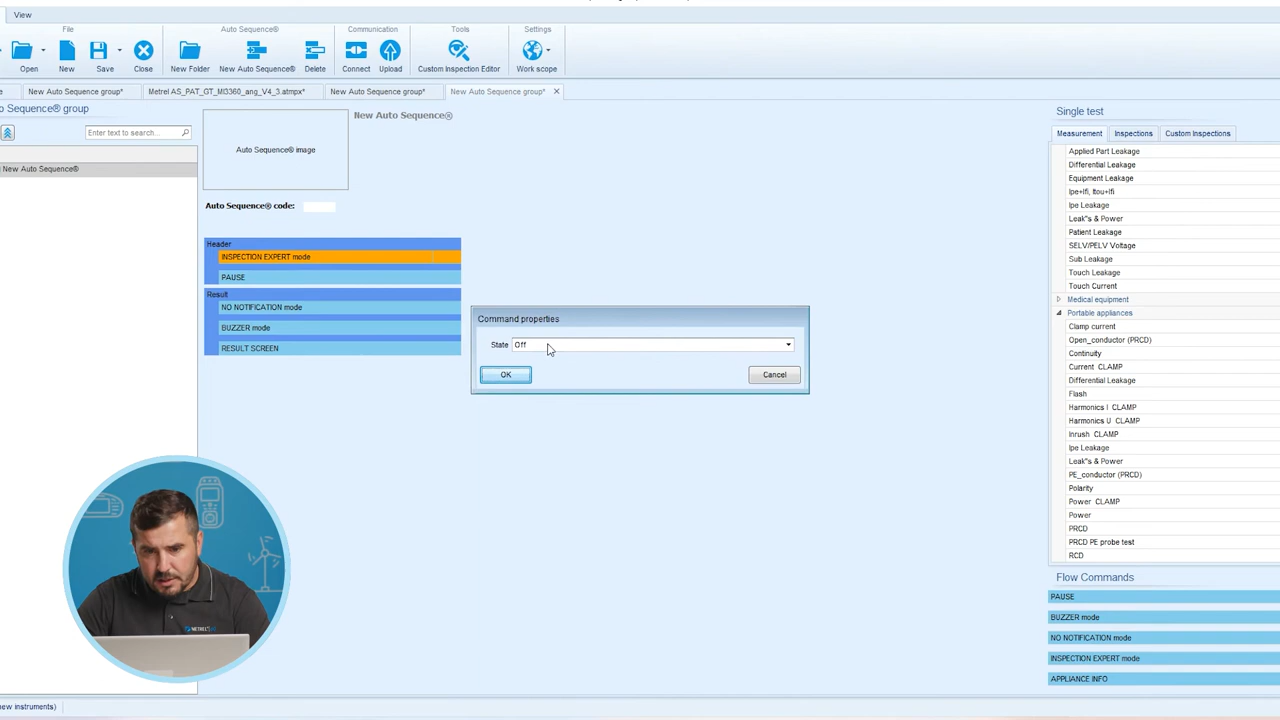 View
File
Auto Sequence®
Communication
Tools
Settings
Open
New
Save
Close
New Folder
New Auto Sequence®
Delete
Connect
Upload
Custom Inspection Editor
Work scope
New Auto Sequence group*
Metrel AS_PAT_GT_MI3360_ang_V4_3.atmpx*
New Auto Sequence® group*
New Auto Sequence® group*
Sequence® group
Enter text to search...
New Auto Sequence®
Auto Sequence® image
New Auto Sequence®
Auto Sequence® code:
Header
INSPECTION EXPERT mode
PAUSE
Result
NO NOTIFICATION mode
BUZZER mode
RESULT SCREEN
Command properties
State Off
OK
Cancel
Single test
Measurement
Inspections
Custom Inspections
Applied Part Leakage
Differential Leakage
Equipment Leakage
Ipe+Ifi, ttou+Ifi
Ipe Leakage
Leak"s & Power
Patient Leakage
SELV/PELV Voltage
Sub Leakage
Touch Leakage
Touch Current
Medical equipment
Portable appliances
Clamp current
Open_conductor (PRCD)
Continuity
Current CLAMP
Differential Leakage
Flash
Harmonics I CLAMP
Harmonics U CLAMP
Inrush CLAMP
Ipe Leakage
Leak"s & Power
PE_conductor (PRCD)
Polarity
Power CLAMP
Power
PRCD
PRCD PE probe test
RCD
Flow Commands
PAUSE
BUZZER mode
NO NOTIFICATION mode
INSPECTION EXPERT mode
APPLIANCE INFO
METREL
new instruments)